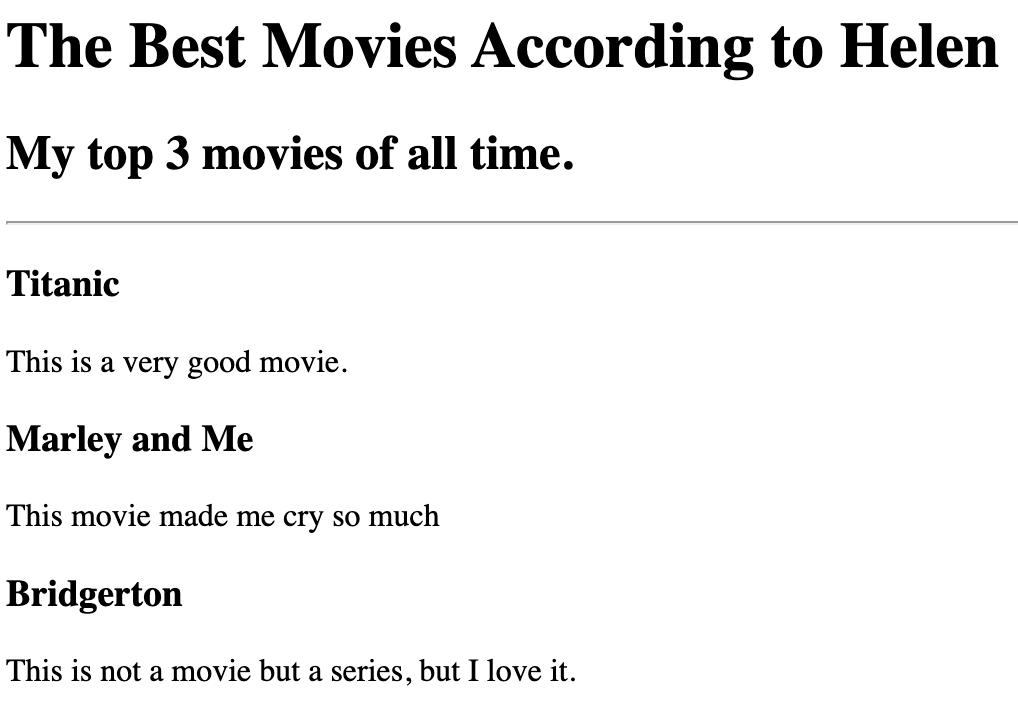 The Best Movies According to Helen
My top 3 movies of all time.
Titanic
This is a very good movie.
Marley and Me
This movie made me cry so much
Bridgerton
This is not a movie but a series, but I love it.